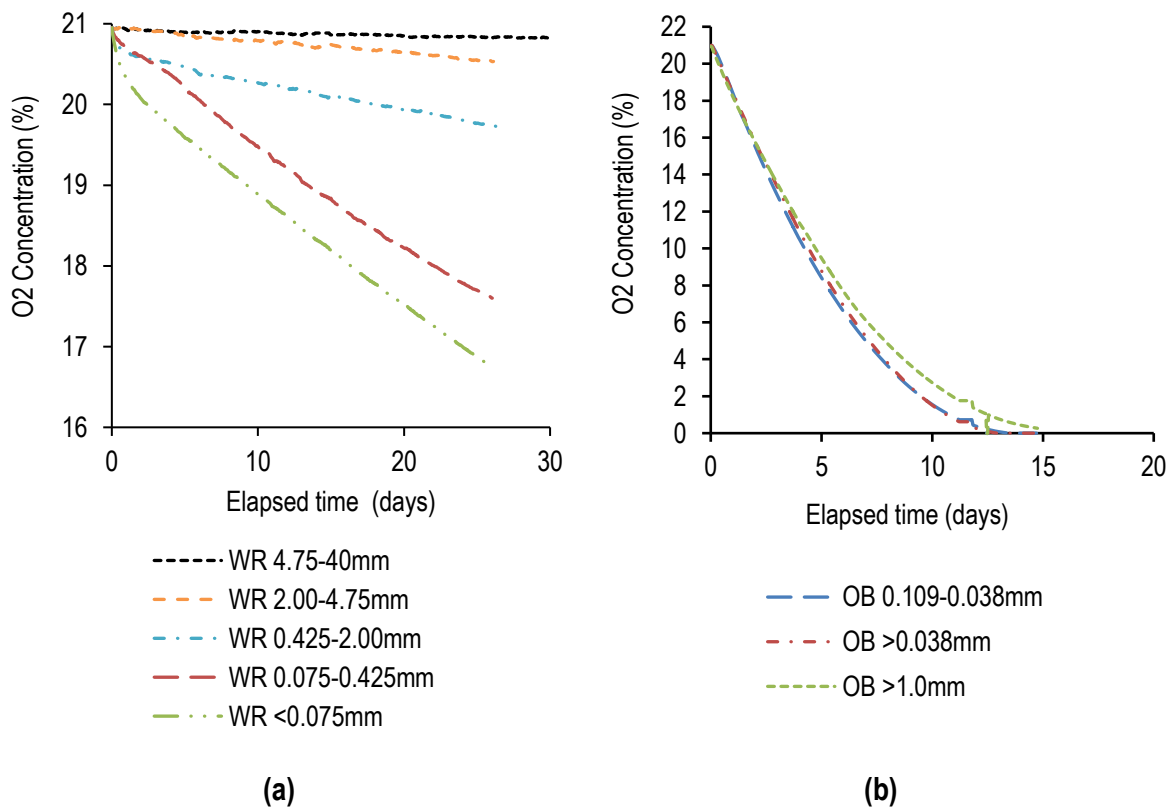 O2 Concentration (%)
21
20
19
18
17
16
0
10
20
30
Elapsed time (days)
WR 4.75-40mm
WR 2.00-4.75mm
WR 0.425-2.00mm
WR 0.075-0.425mm
WR <0.075mm
(a)
O2 Concentration (%)
22
20
18
16
14
12
10
8
6
4
2
0
0
5
10
15
20
Elapsed time (days)
OB 0.109-0.038mm
OB >0.038mm
OB >1.0mm
(b)